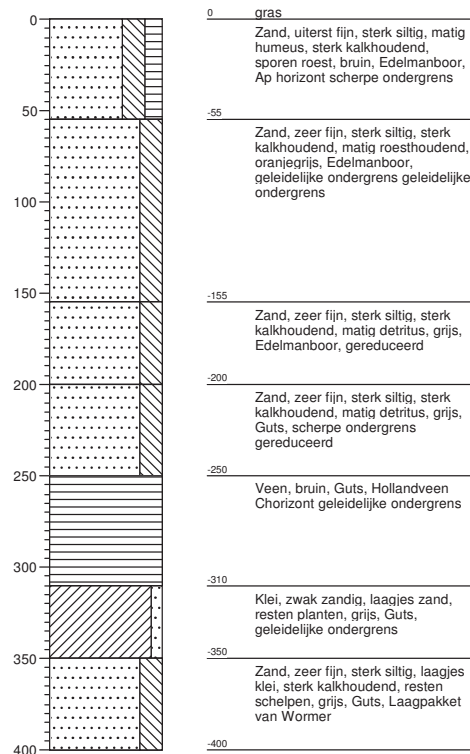 0
50
100
150
200
250
300
350
400
0 gras
Zand, uiterst fijn, sterk siltig, matig
humeus, sterk kalkhoudend,
sporen roest, bruin, Edelmanboor,
Ap horizont scherpe ondergrens
-55
Zand, zeer fijn, sterk siltig, sterk
kalkhoudend, matig roesthoudend,
oranjegrijs, Edelmanboor,
geleidelijke ondergrens geleidelijke
ondergrens
-155
Zand, zeer fijn, sterk siltig, sterk
kalkhoudend, matig detritus, grijs,
Edelmanboor, gereduceerd
-200
Zand, zeer fijn, sterk siltig, sterk
kalkhoudend, matig detritus, grijs,
Guts, scherpe ondergrens
gereduceerd
-250
Veen, bruin, Guts, Hollandveen
Chorizont geleidelijke ondergrens
-310
Klei, zwak zandig, laagjes zand,
resten planten, grijs, Guts,
geleidelijke ondergrens
-350
Zand, zeer fijn, sterk siltig, laagjes
klei, sterk kalkhoudend, resten
schelpen, grijs, Guts, Laagpakket
van Wormer
-400